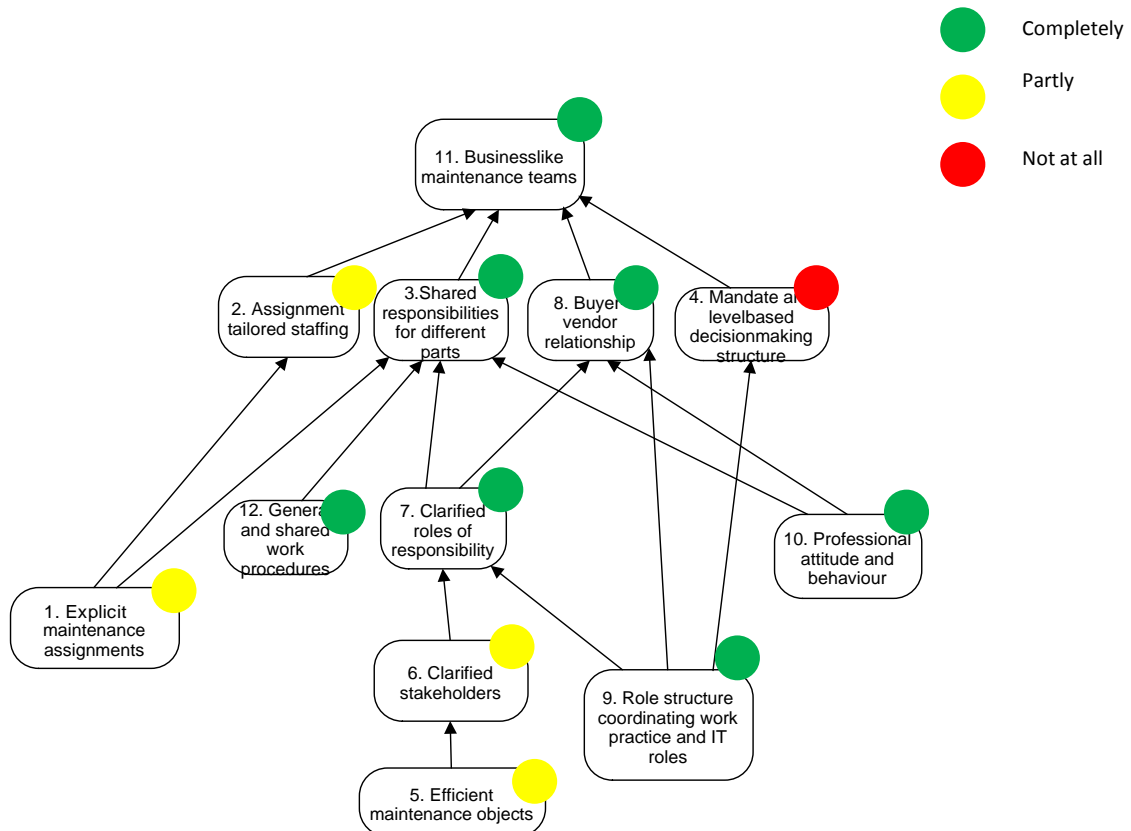 Completely
Partly
Not at all
11. Businesslike
maintenance teams
2. Assignment
tailored staffing
3.Shared
responsibilities
for different
parts
8. Buyer
vendor
relationship
4. Mandate
levelbased
decisionmaking
structure
12.
and shared
work
procedures
7. Clarified
roles of
responsibility
10. Professional
attitude and
behaviour
1. Explicit
maintenance
assignments
6. Clarified
stakeholders
9. Role structure
coordinating work
practice and IT
roles
5. Efficient
maintenance objects